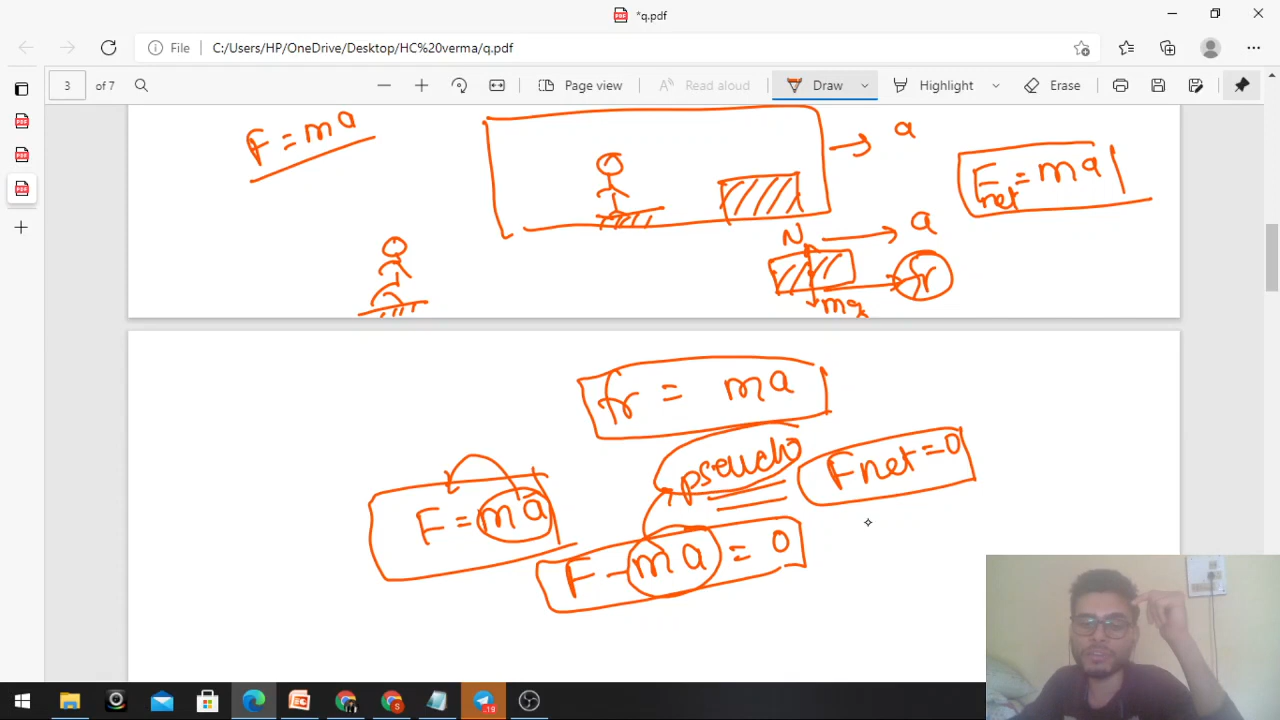 *q.pdf
File C:/Users/HP/OneDrive/Desktop/HC%20verma/q.pdf
3 of 7 Page view Read aloud Draw Highlight Erase
F = ma
a
Fnet = ma
N
a
fr
mg
fr = ma
pseudo
Fnet = 0
F = ma
F - ma = 0
19